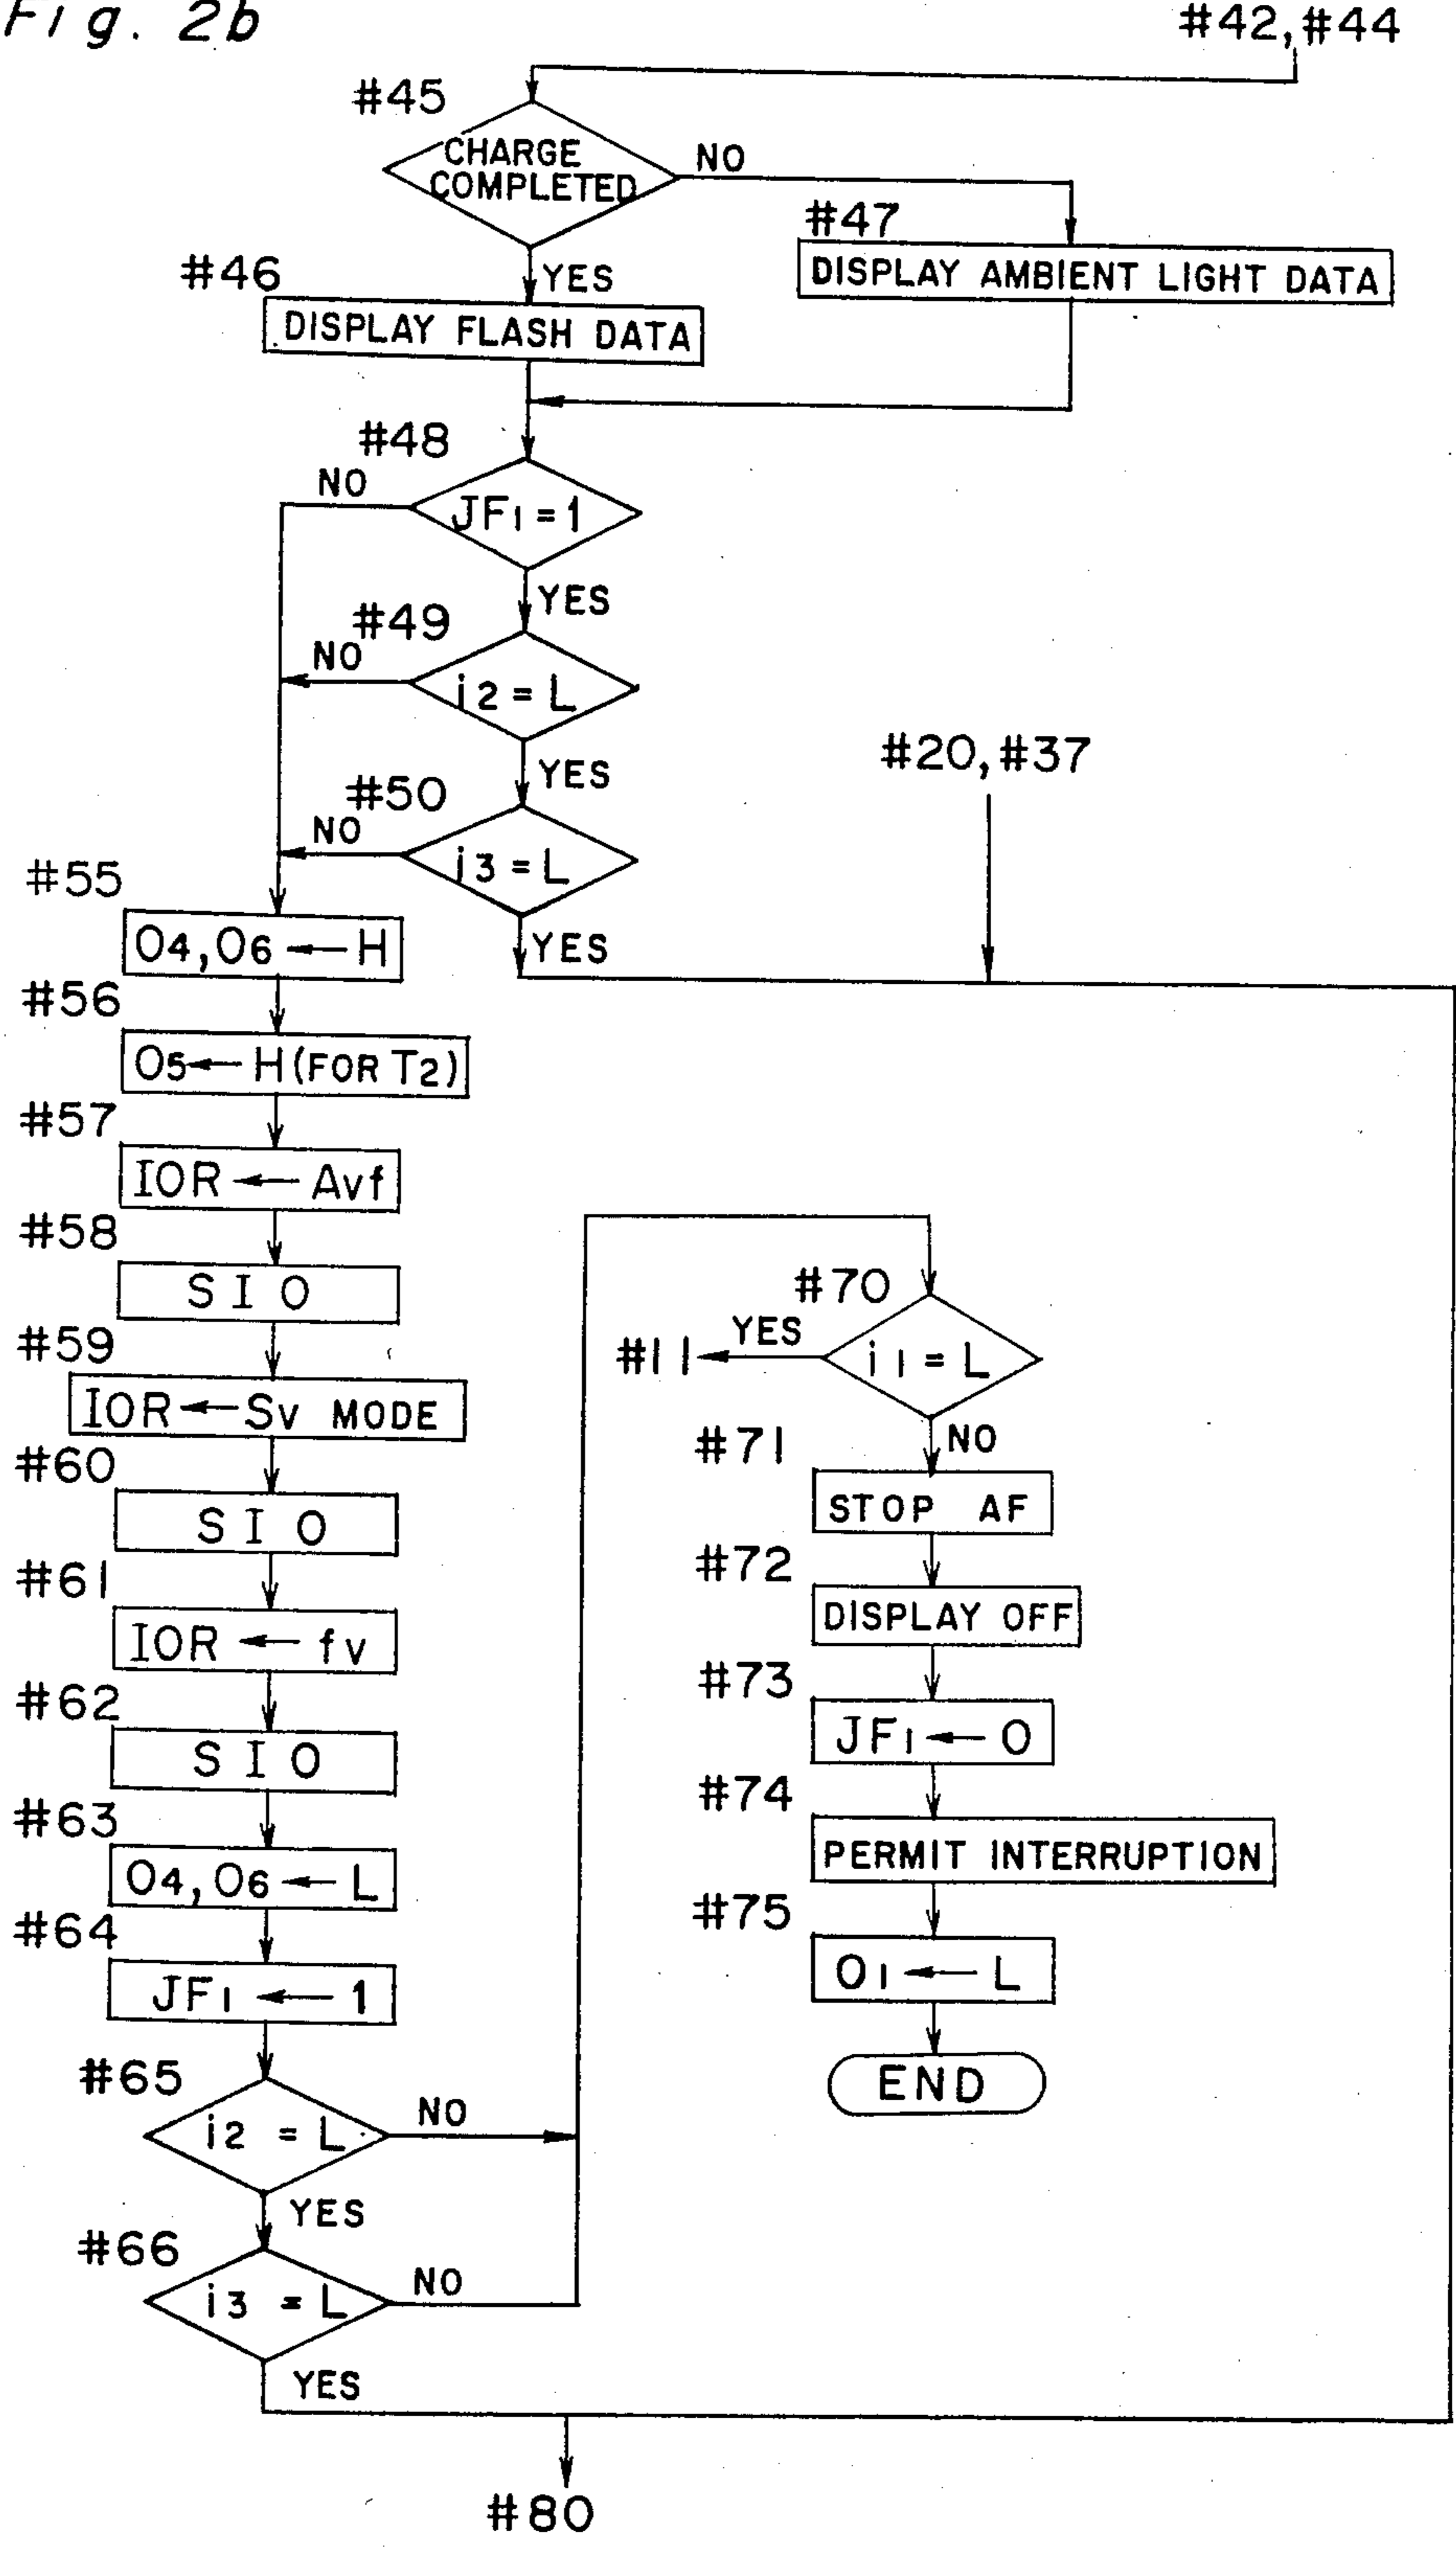 Fig. 2b
#42, #44
#45
CHARGE
COMPLETED
NO
#47
DISPLAY AMBIENT LIGHT DATA
YES
#46
DISPLAY FLASH DATA
#48
NO
JF1 = 1
YES
#49
NO
i2 = L
YES
#50
NO
i3 = L
YES
#20, #37
#55
O4, O6 ← H
#56
O5 ← H (FOR T2)
#57
IOR ← Avf
#58
SIO
#59
IOR ← Sv MODE
#60
SIO
#61
IOR ← fv
#62
SIO
#63
O4, O6 ← L
#64
JF1 ← 1
#65
i2 = L
NO
YES
#66
i3 = L
NO
YES
#80
#70
i1 = L
YES
#11
NO
#71
STOP AF
#72
DISPLAY OFF
#73
JF1 ← O
#74
PERMIT INTERRUPTION
#75
O1 ← L
END